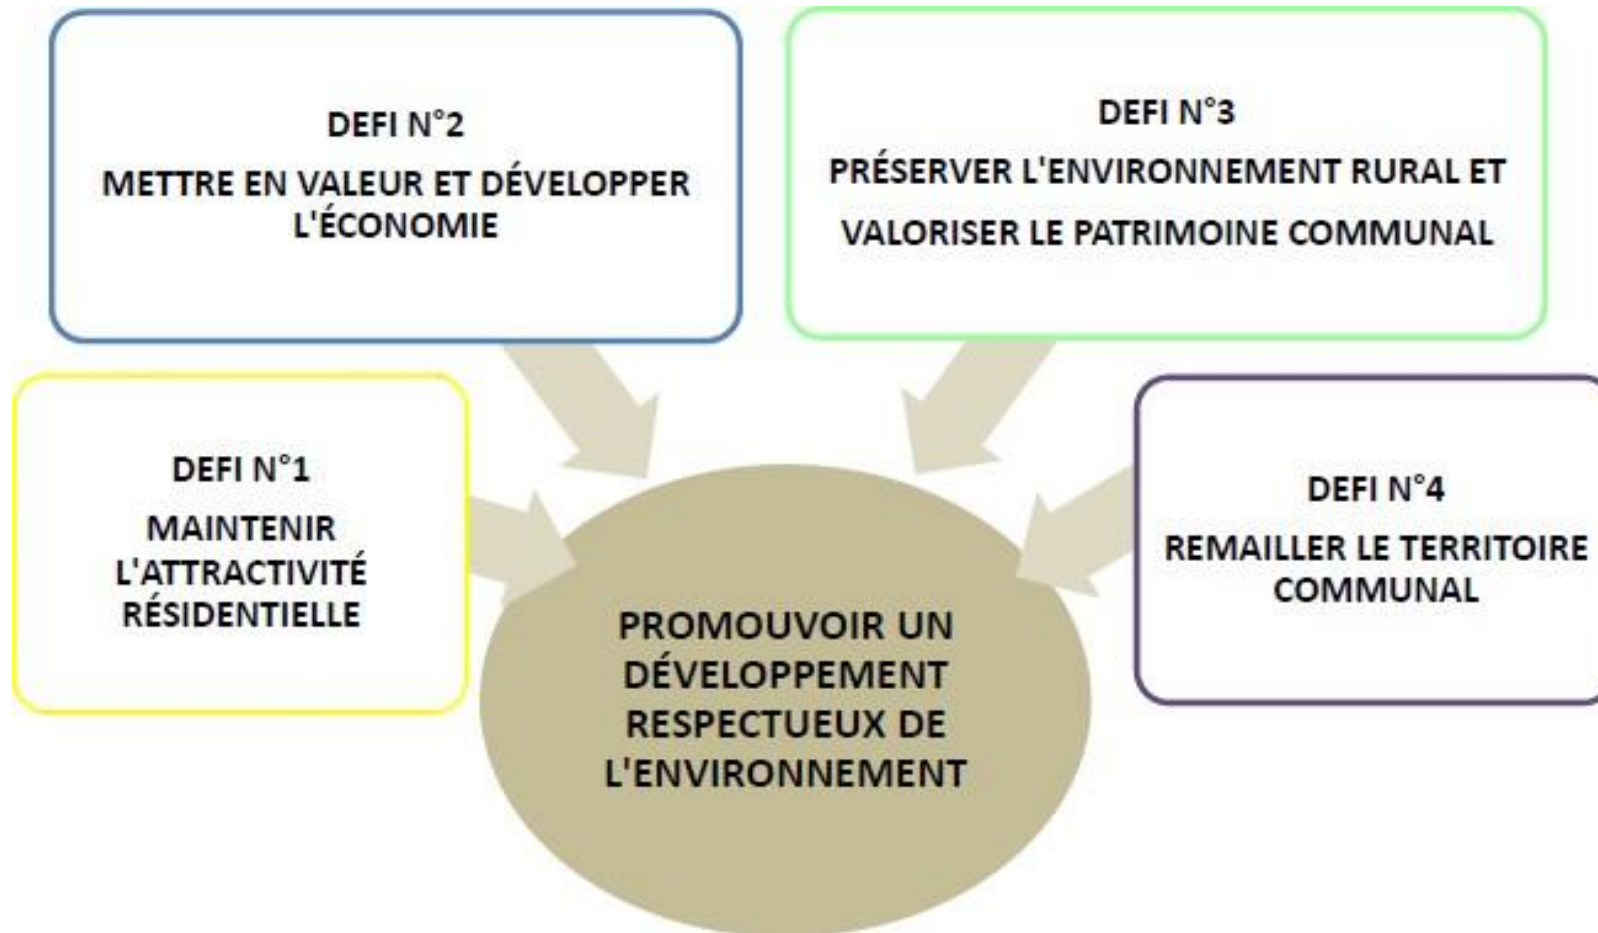 DEFI N°2
METTRE EN VALEUR ET DÉVELOPPER
L'ÉCONOMIE
DEFI N°3
PRÉSERVER L'ENVIRONNEMENT RURAL ET
VALORISER LE PATRIMOINE COMMUNAL
DEFI N°1
MAINTENIR
L'ATTRACTIVITÉ
RÉSIDENTIELLE
DEFI N°4
REMAILLER LE TERRITOIRE
COMMUNAL
PROMOUVOIR UN
DÉVELOPPEMENT
RESPECTUEUX DE
L'ENVIRONNEMENT